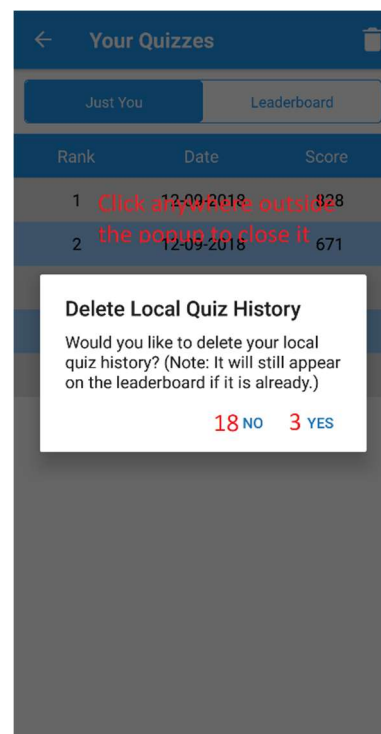 Your Quizzes
Just You Leaderboard
Rank Date Score
1 12-09-2018 828
Click anywhere outside
2 12-09-2018 671
the popup to close it
Delete Local Quiz History
Would you like to delete your local
quiz history? (Note: It will still appear
on the leaderboard if it is already.)
18 NO 3 YES